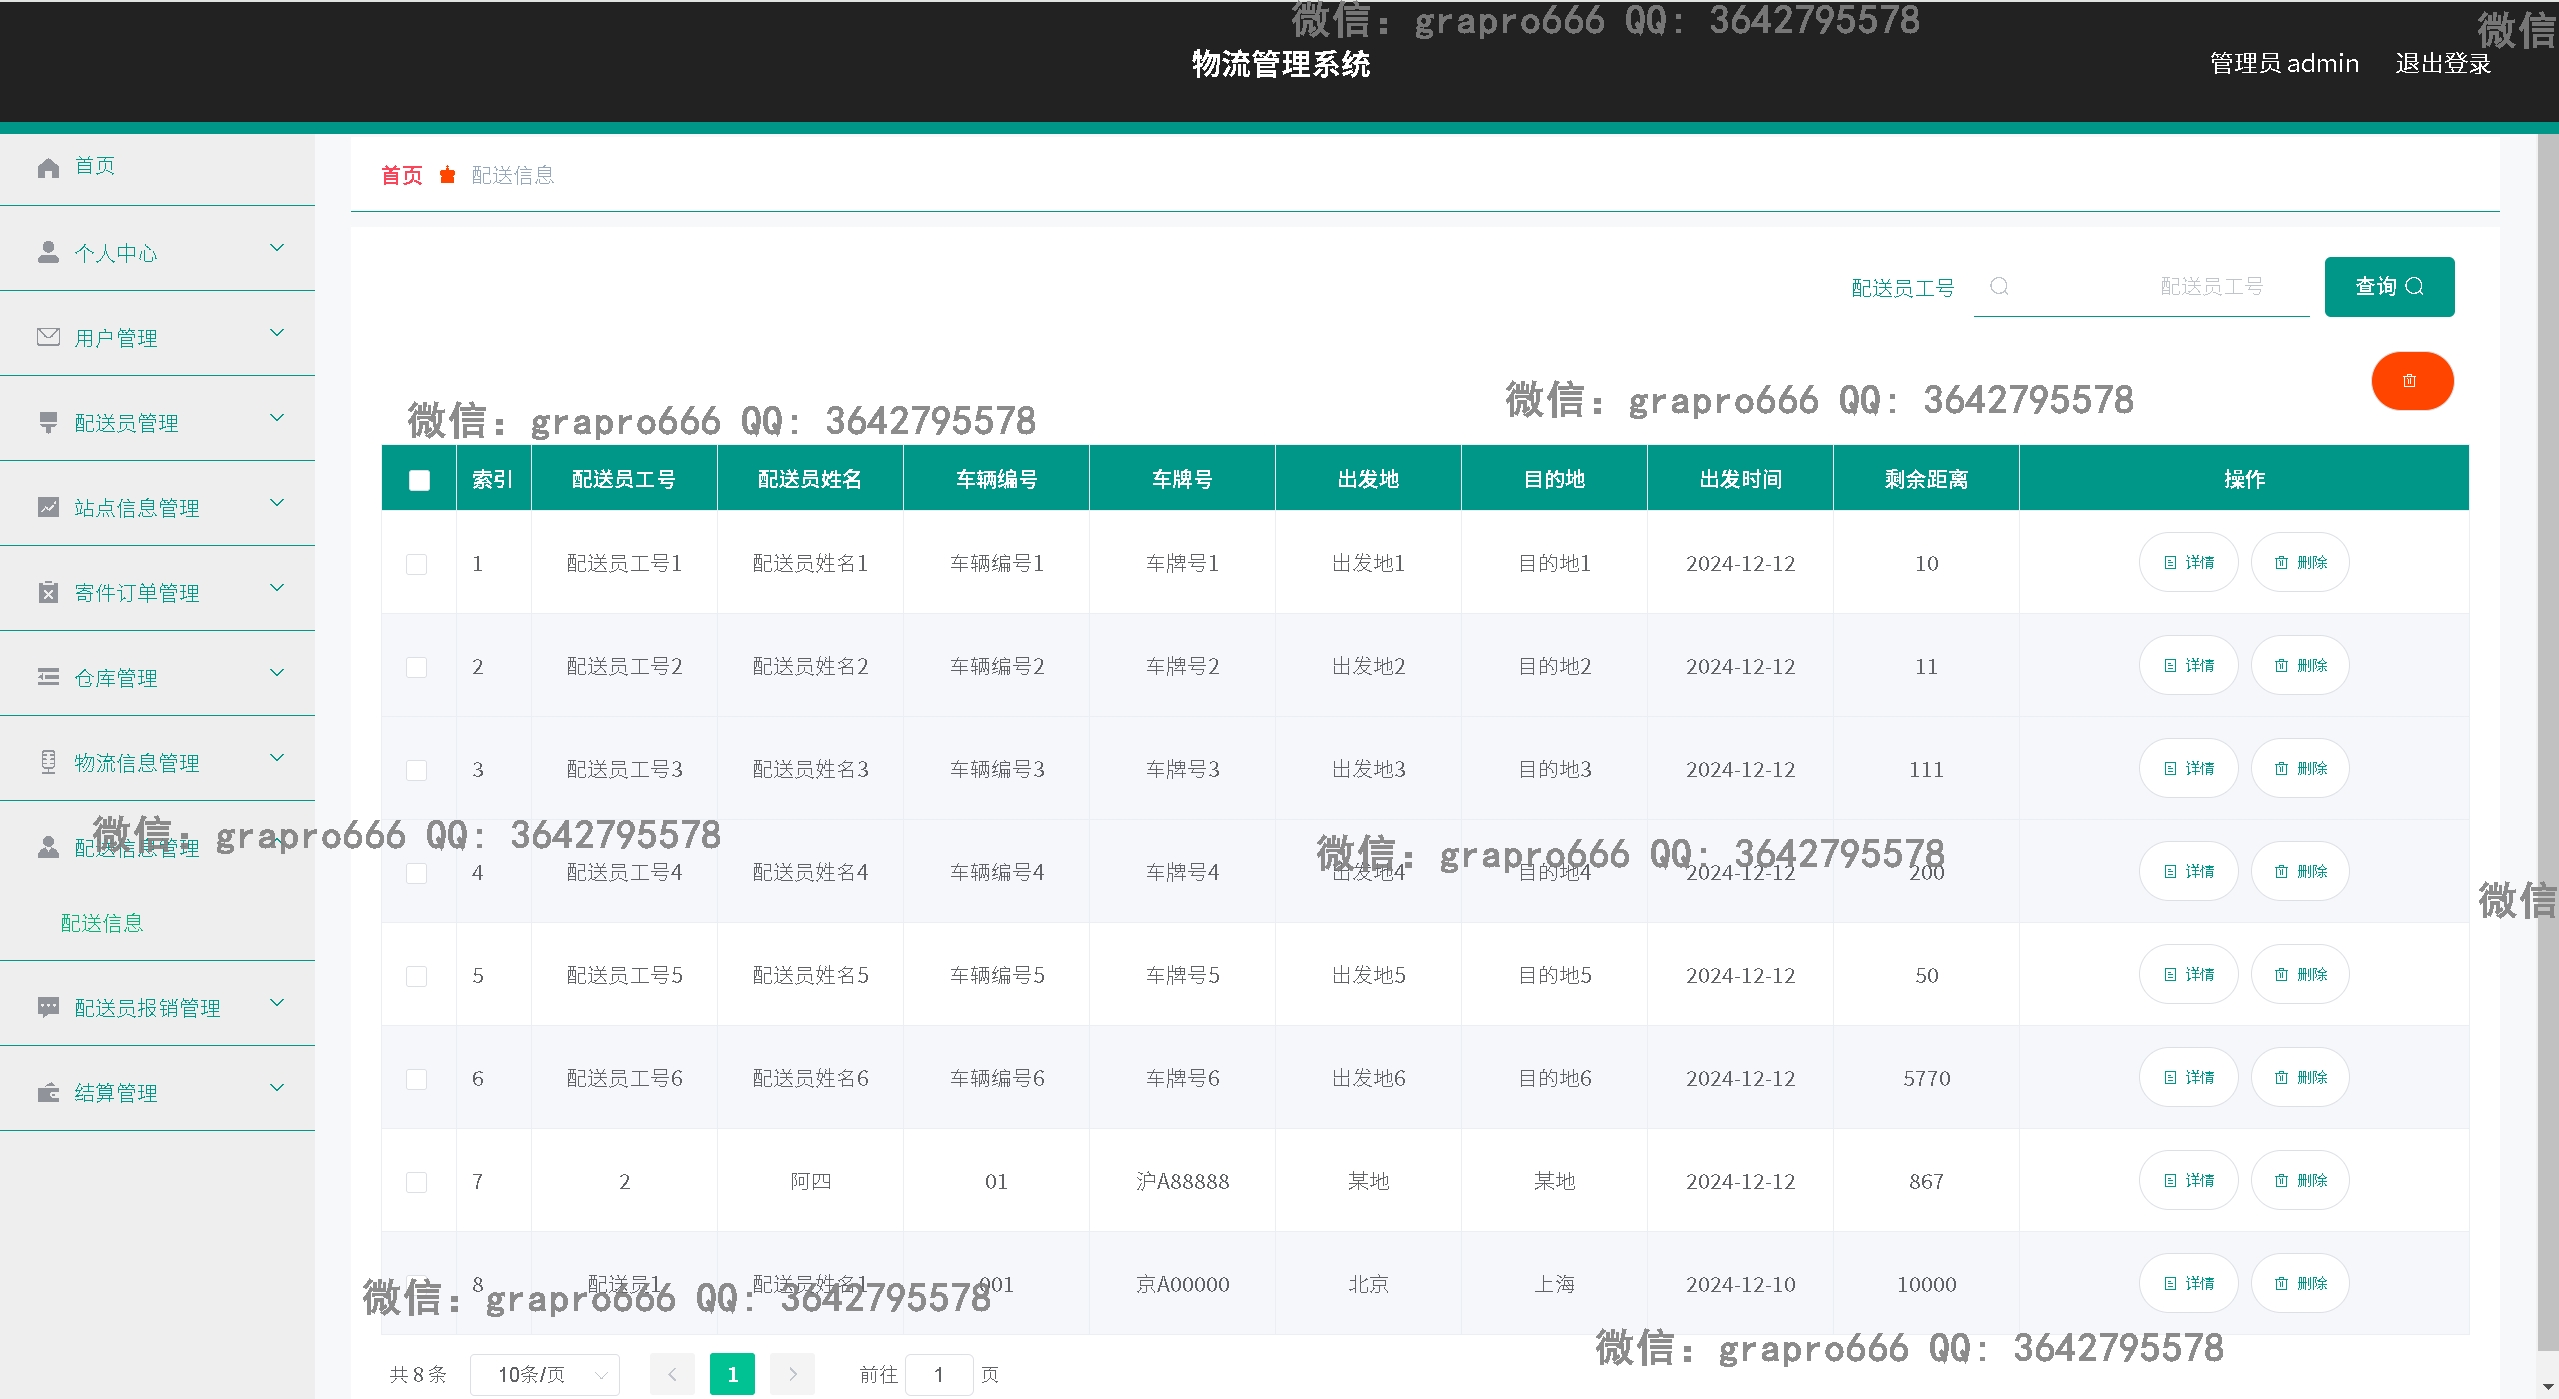 微信：grapro666 QQ: 3642795578
微信
物流管理系统
管理员 admin 退出登录
首页
首页 配送信息
个人中心
用户管理
配送员管理
站点信息管理
寄件订单管理
仓库管理
物流信息管理
配送信息管理
配送信息
配送员报销管理
结算管理
配送员工号 配送员工号 查询
微信：grapro666 QQ: 3642795578
微信：grapro666 QQ: 3642795578
索引 配送员工号 配送员姓名 车辆编号 车牌号 出发地 目的地 出发时间 剩余距离 操作
1 配送员工号1 配送员姓名1 车辆编号1 车牌号1 出发地1 目的地1 2024-12-12 10 详情 删除
2 配送员工号2 配送员姓名2 车辆编号2 车牌号2 出发地2 目的地2 2024-12-12 11 详情 删除
3 配送员工号3 配送员姓名3 车辆编号3 车牌号3 出发地3 目的地3 2024-12-12 111 详情 删除
微信：grapro666 QQ: 3642795578
微信：grapro666 QQ: 3642795578
4 配送员工号4 配送员姓名4 车辆编号4 车牌号4 出发地4 目的地4 2024-12-12 200 详情 删除
微信
5 配送员工号5 配送员姓名5 车辆编号5 车牌号5 出发地5 目的地5 2024-12-12 50 详情 删除
6 配送员工号6 配送员姓名6 车辆编号6 车牌号6 出发地6 目的地6 2024-12-12 5770 详情 删除
7 2 阿四 01 沪A88888 某地 某地 2024-12-12 867 详情 删除
8 配送员1 配送员姓名1 001 京A00000 北京 上海 2024-12-10 10000 详情 删除
微信：grapro666 QQ: 3642795578
微信：grapro666 QQ: 3642795578
共 8 条 10条/页 1 前往 1 页